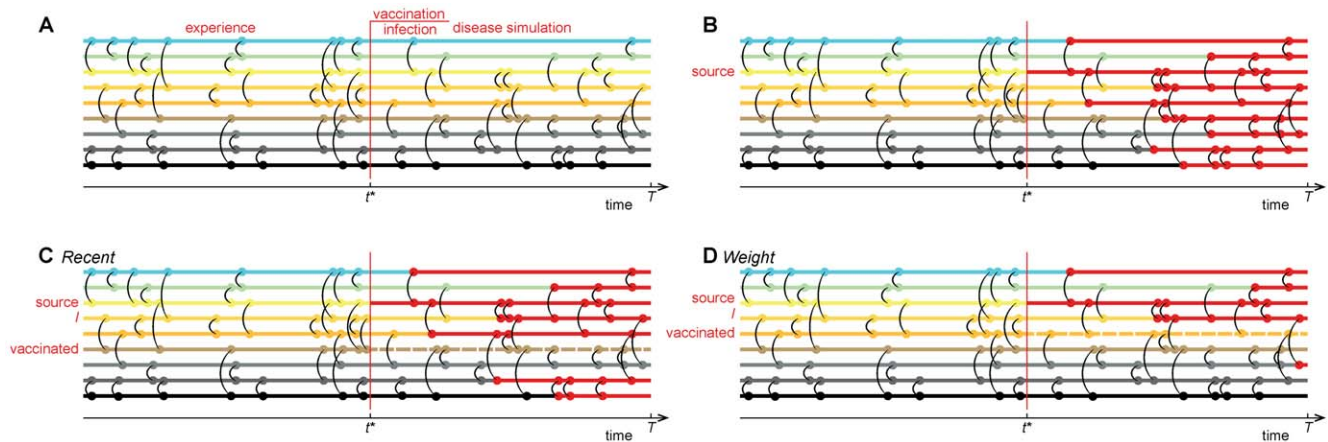 A
experience
vaccination
infection
disease simulation
t*
T
time
B
source
t*
T
time
C Recent
source
/
vaccinated
t*
T
time
D Weight
source
/
vaccinated
t*
T
time